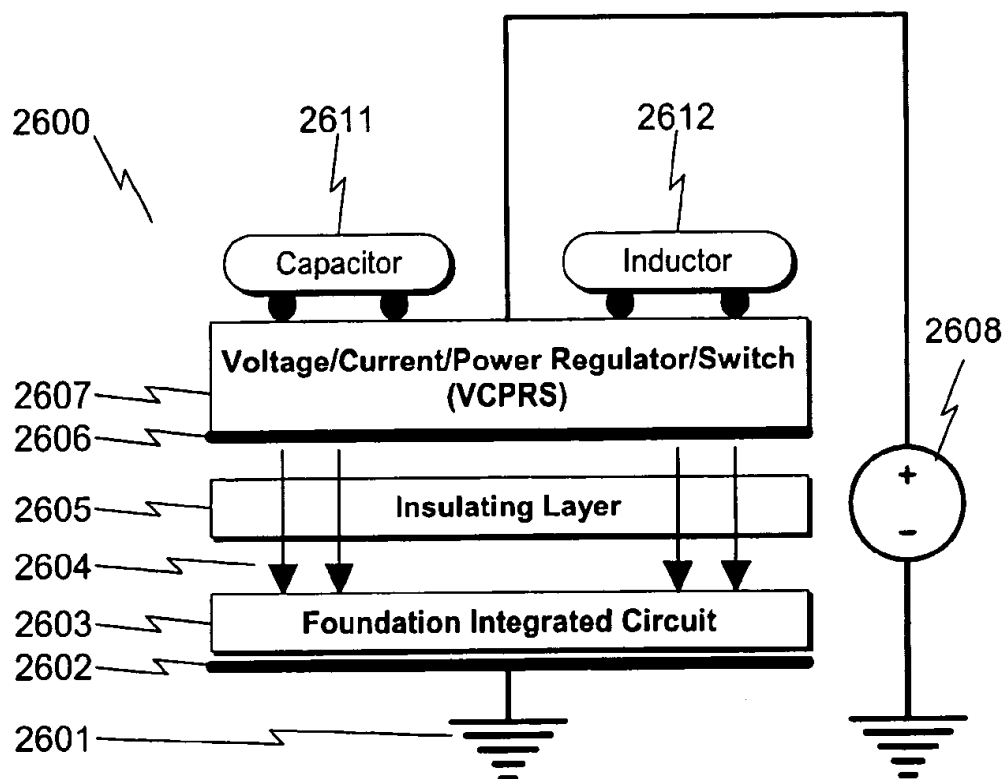 2600
2611
2612
Capacitor
Inductor
2608
Voltage/Current/Power Regulator/Switch
(VCPRS)
2607
2606
+
2605
Insulating Layer
−
2604
2603
Foundation Integrated Circuit
2602
2601